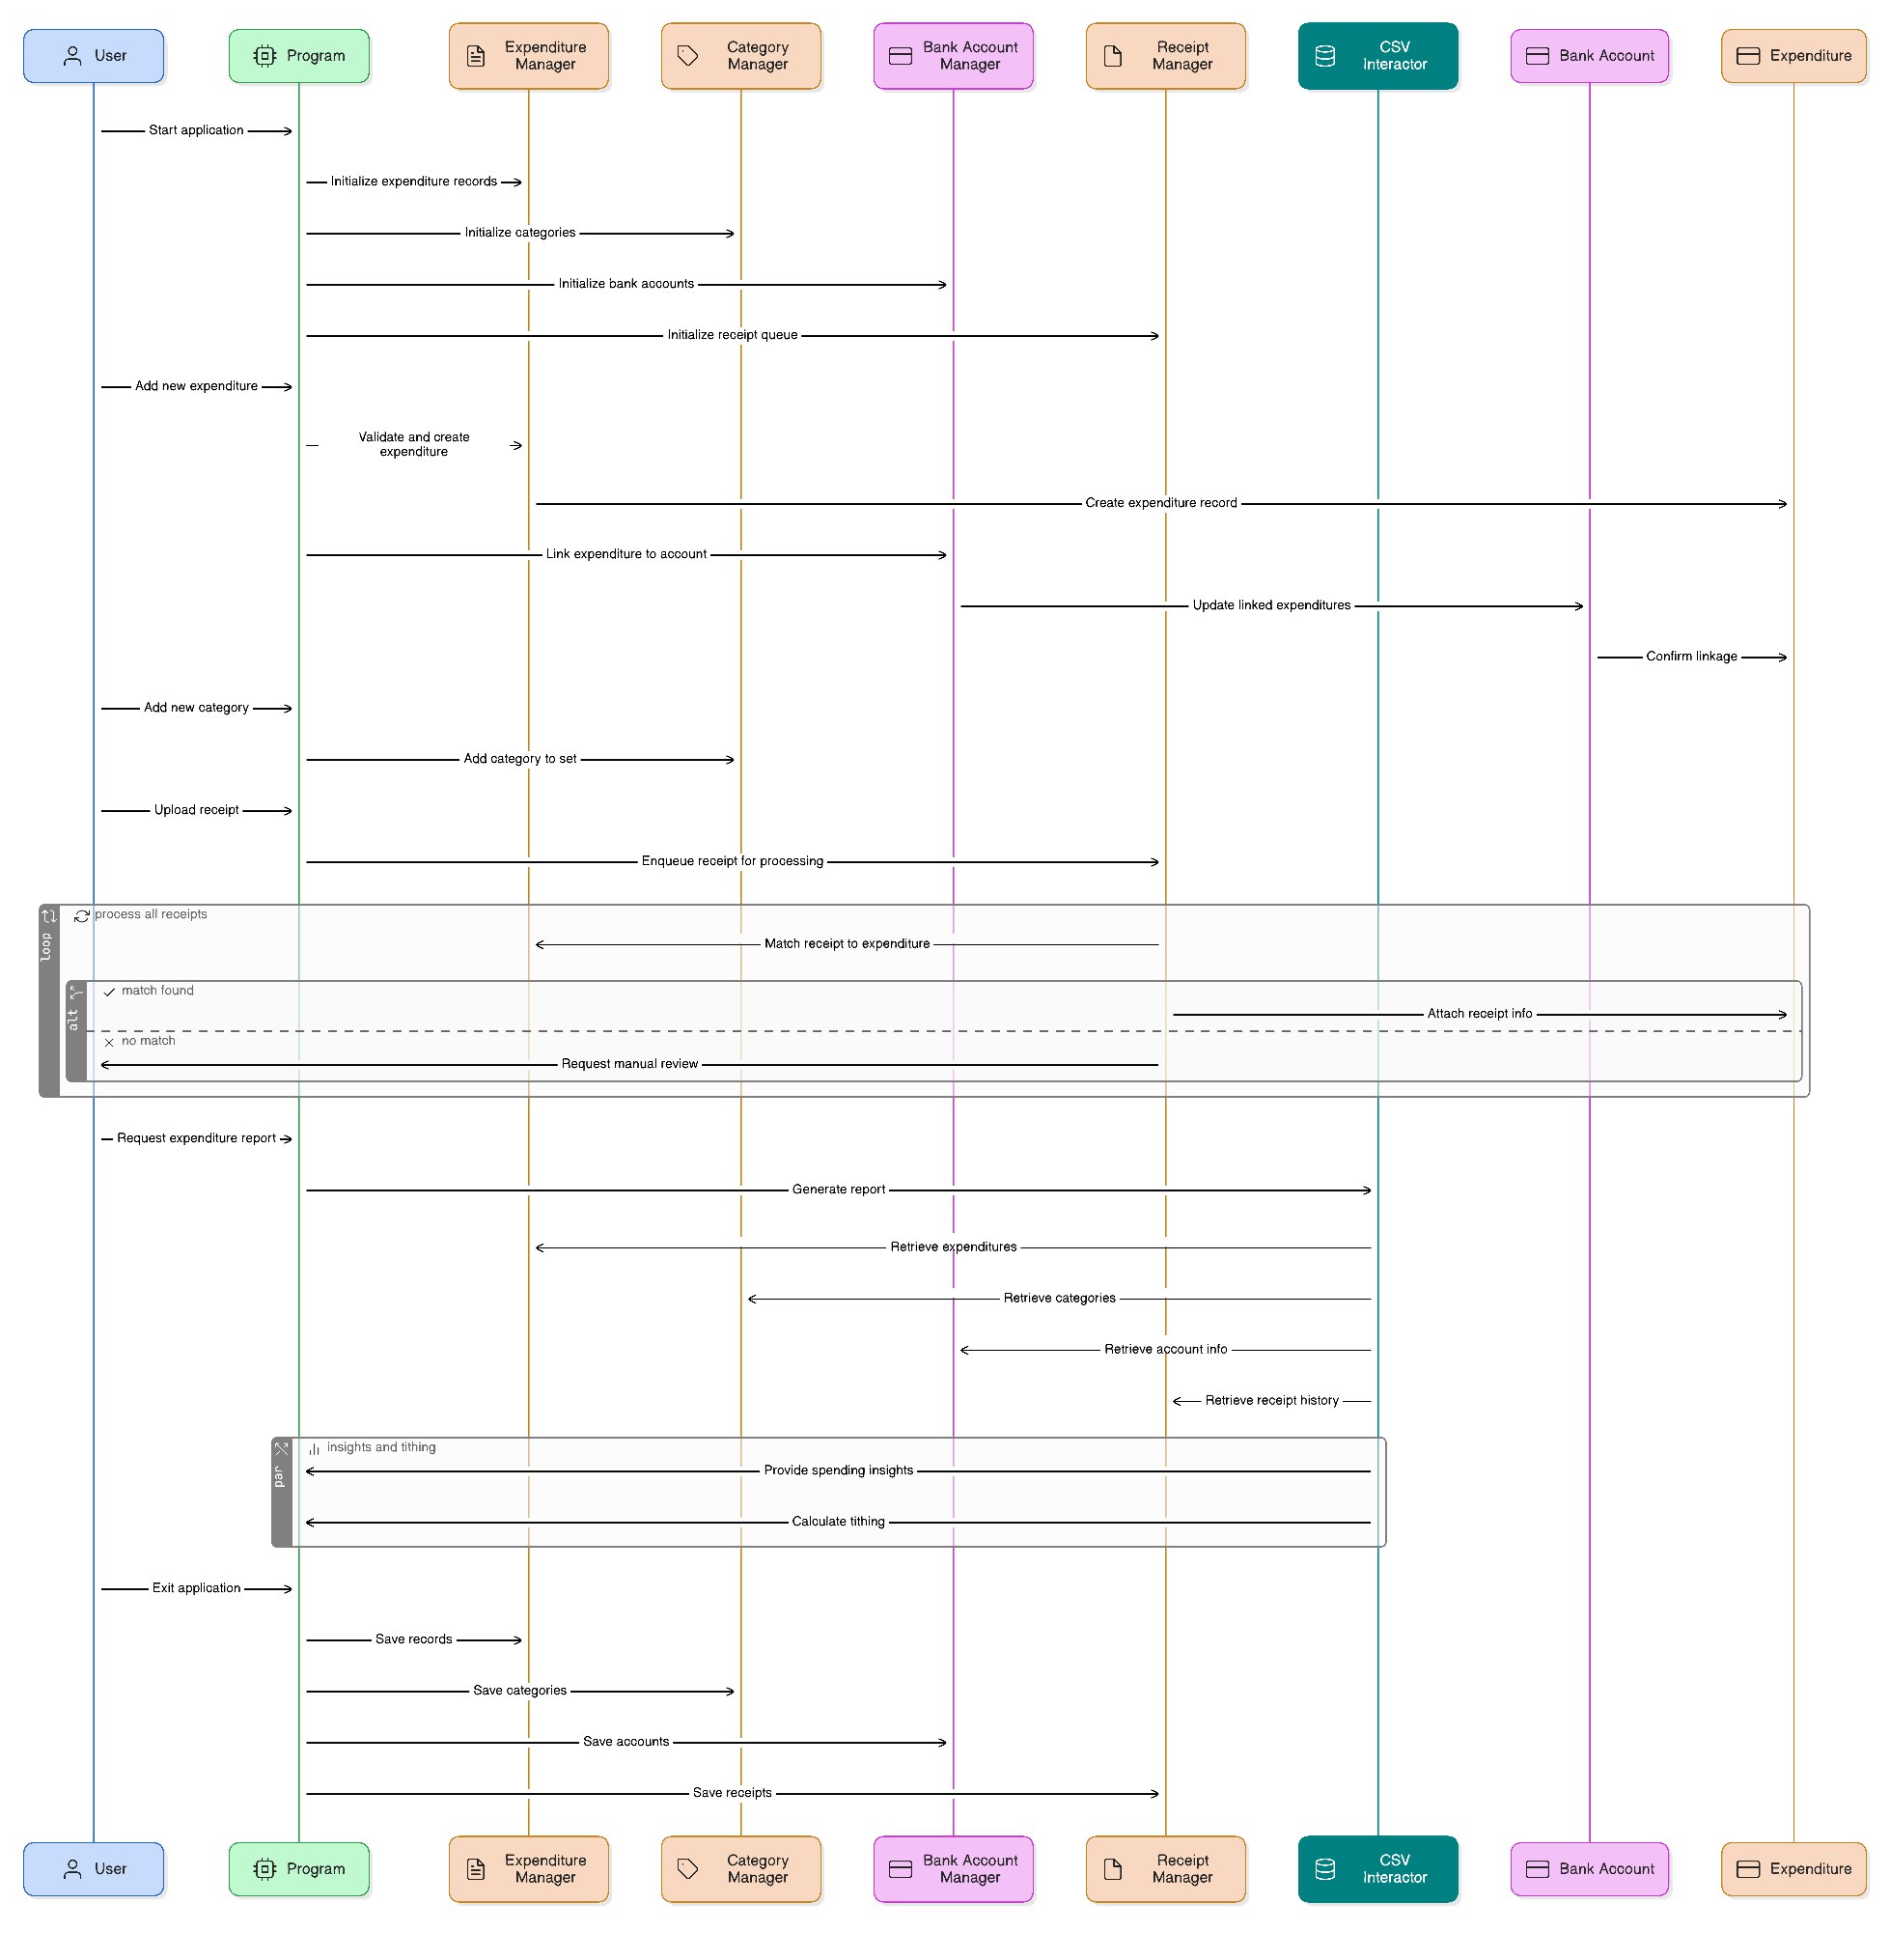 User
Program
Expenditure
Manager
Category
Manager
Bank Account
Manager
Receipt
Manager
CSV
Interactor
Bank Account
Expenditure
Start application
Initialize expenditure records
Initialize categories
Initialize bank accounts
Initialize receipt queue
Add new expenditure
Validate and create
expenditure
Create expenditure record
Link expenditure to account
Update linked expenditures
Confirm linkage
Add new category
Add category to set
Upload receipt
Enqueue receipt for processing
loop
process all receipts
Match receipt to expenditure
alt
match found
Attach receipt info
no match
Request manual review
Request expenditure report
Generate report
Retrieve expenditures
Retrieve categories
Retrieve account info
Retrieve receipt history
par
insights and tithing
Provide spending insights
Calculate tithing
Exit application
Save records
Save categories
Save accounts
Save receipts
User
Program
Expenditure
Manager
Category
Manager
Bank Account
Manager
Receipt
Manager
CSV
Interactor
Bank Account
Expenditure